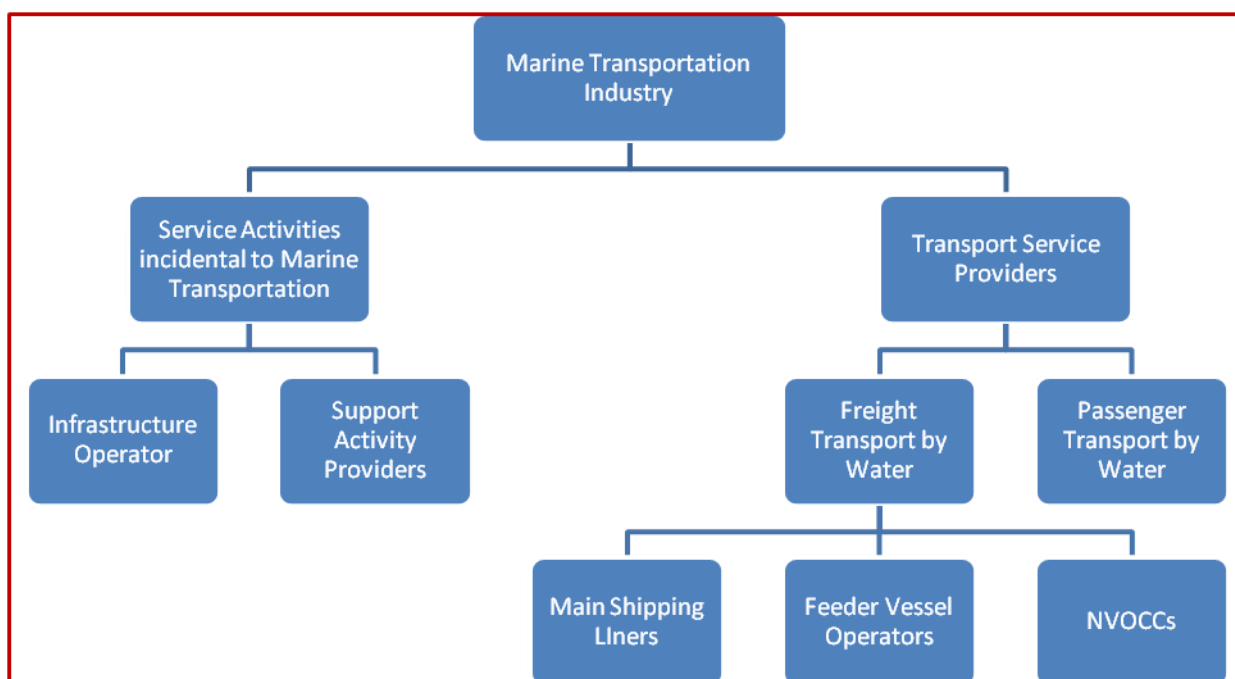 Marine Transportation
Industry
Service Activities
incidental to Marine
Transportation
Transport Service
Providers
Infrastructure
Operator
Support
Activity
Providers
Freight
Transport by
Water
Passenger
Transport by
Water
Main Shipping
LIners
Feeder Vessel
Operators
NVOCCs